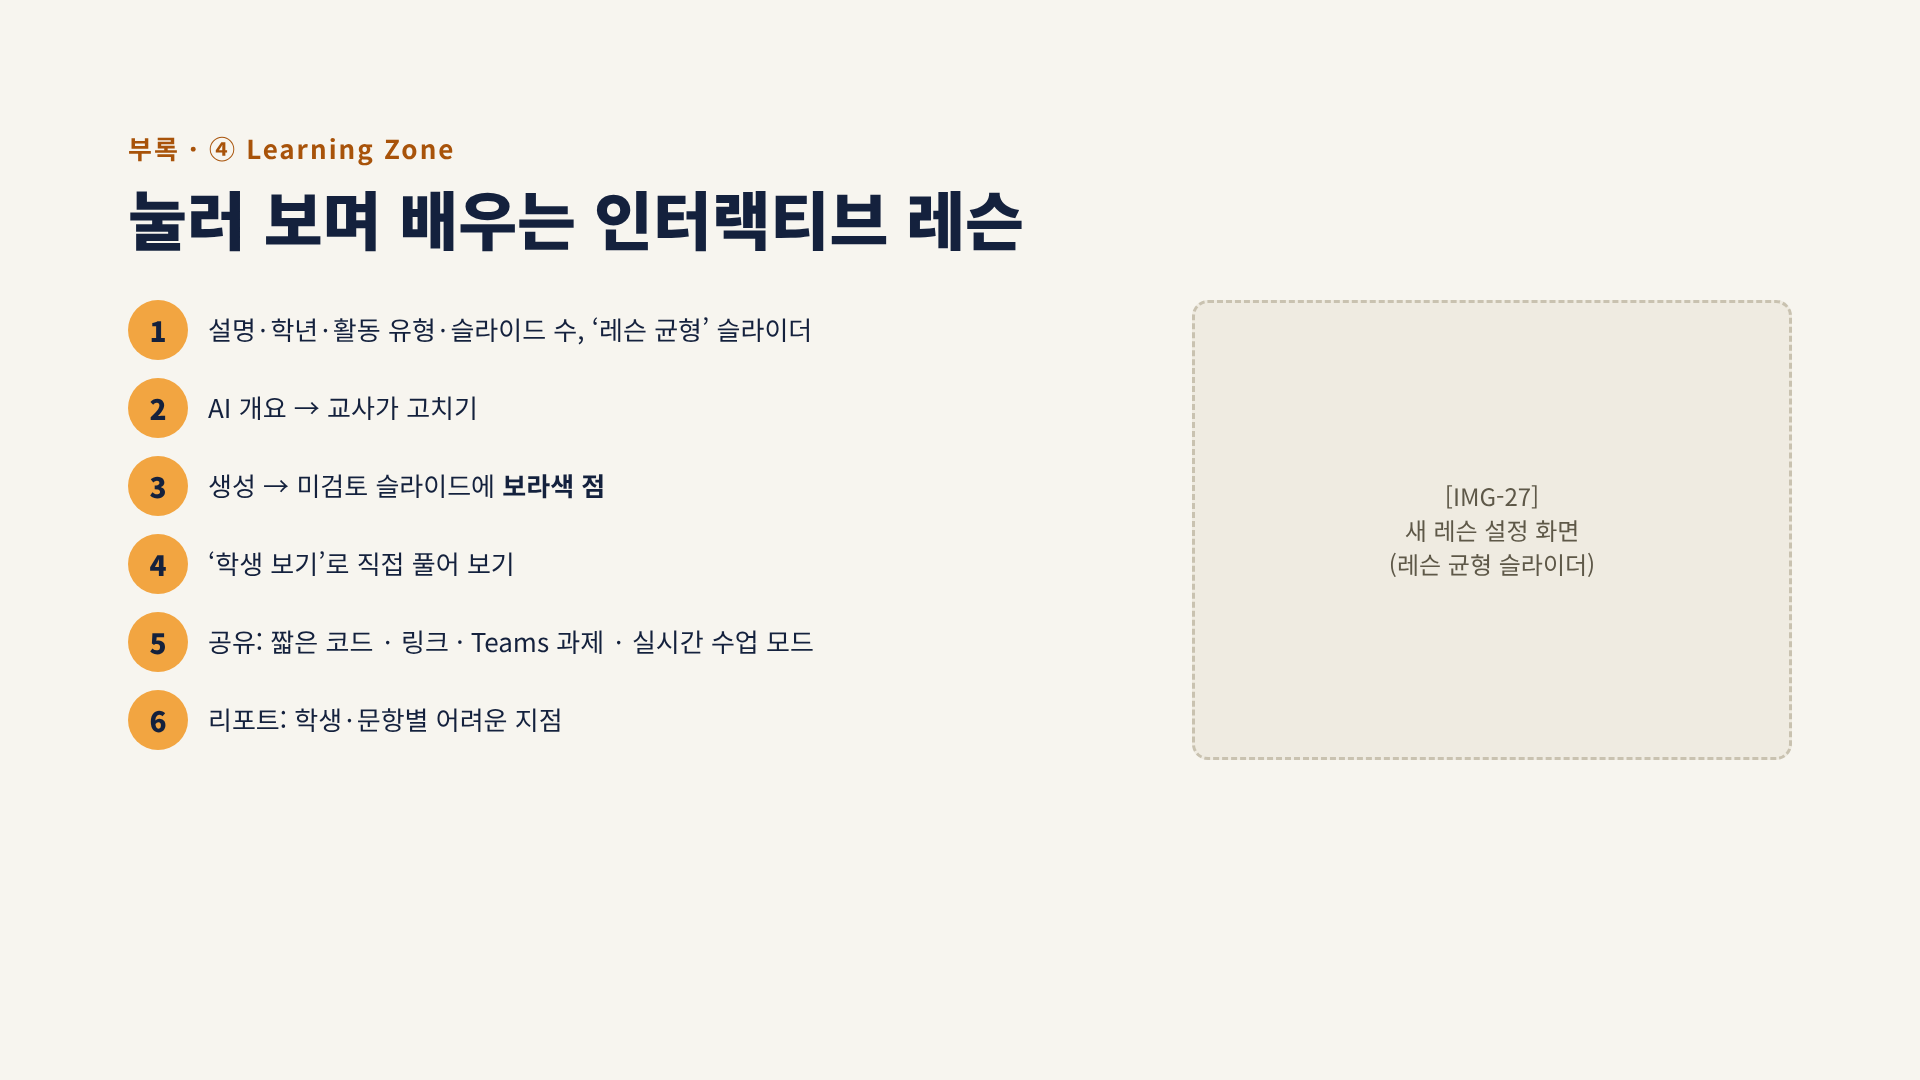 부록 · ④ Learning Zone
눌러 보며 배우는 인터랙티브 레슨
1 설명·학년·활동 유형·슬라이드 수, ‘레슨 균형’ 슬라이더
2 AI 개요 → 교사가 고치기
3 생성 → 미검토 슬라이드에 보라색 점
4 ‘학생 보기’로 직접 풀어 보기
5 공유: 짧은 코드 · 링크 · Teams 과제 · 실시간 수업 모드
6 리포트: 학생·문항별 어려운 지점
[IMG-27]
새 레슨 설정 화면
(레슨 균형 슬라이더)